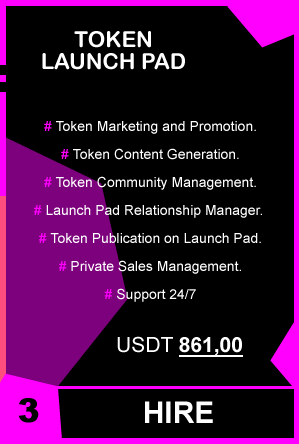 TOKEN
LAUNCH PAD
# Token Marketing and Promotion.
# Token Content Generation.
# Token Community Management.
# Launch Pad Relationship Manager.
# Token Publication on Launch Pad.
# Private Sales Management.
# Support 24/7
USDT 861,00
3 HIRE